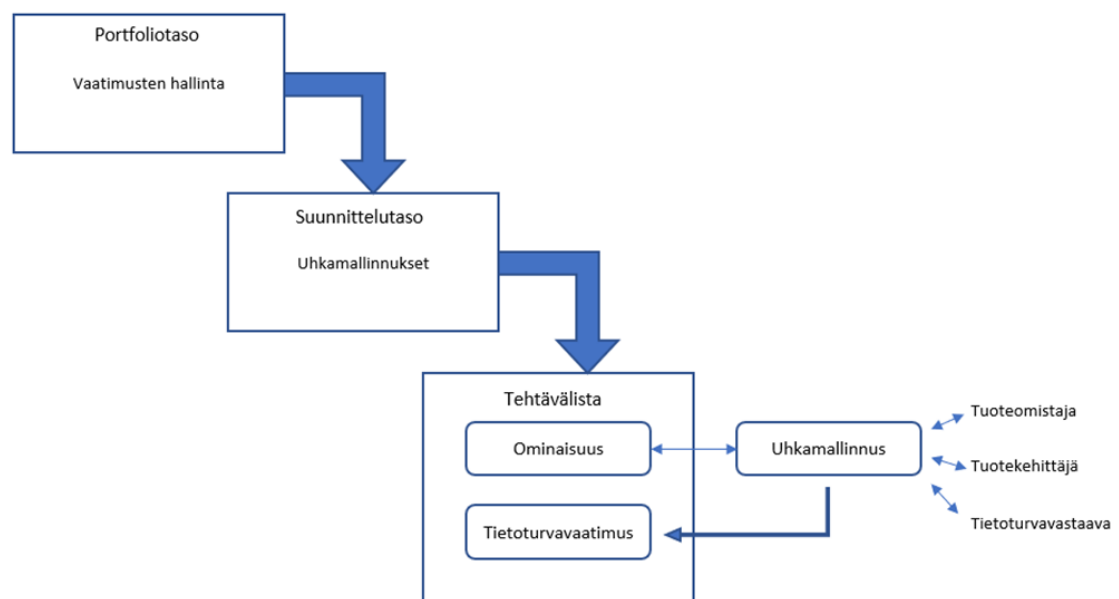 Portfoliotaso
Vaatimusten hallinta
Suunnittelutaso
Uhkamallinnukset
Tehtävälista
Ominaisuus
Uhkamallinnus
Tuoteomistaja
Tuotekehittäjä
Tietoturvavaatimus
Tietoturvavastaava